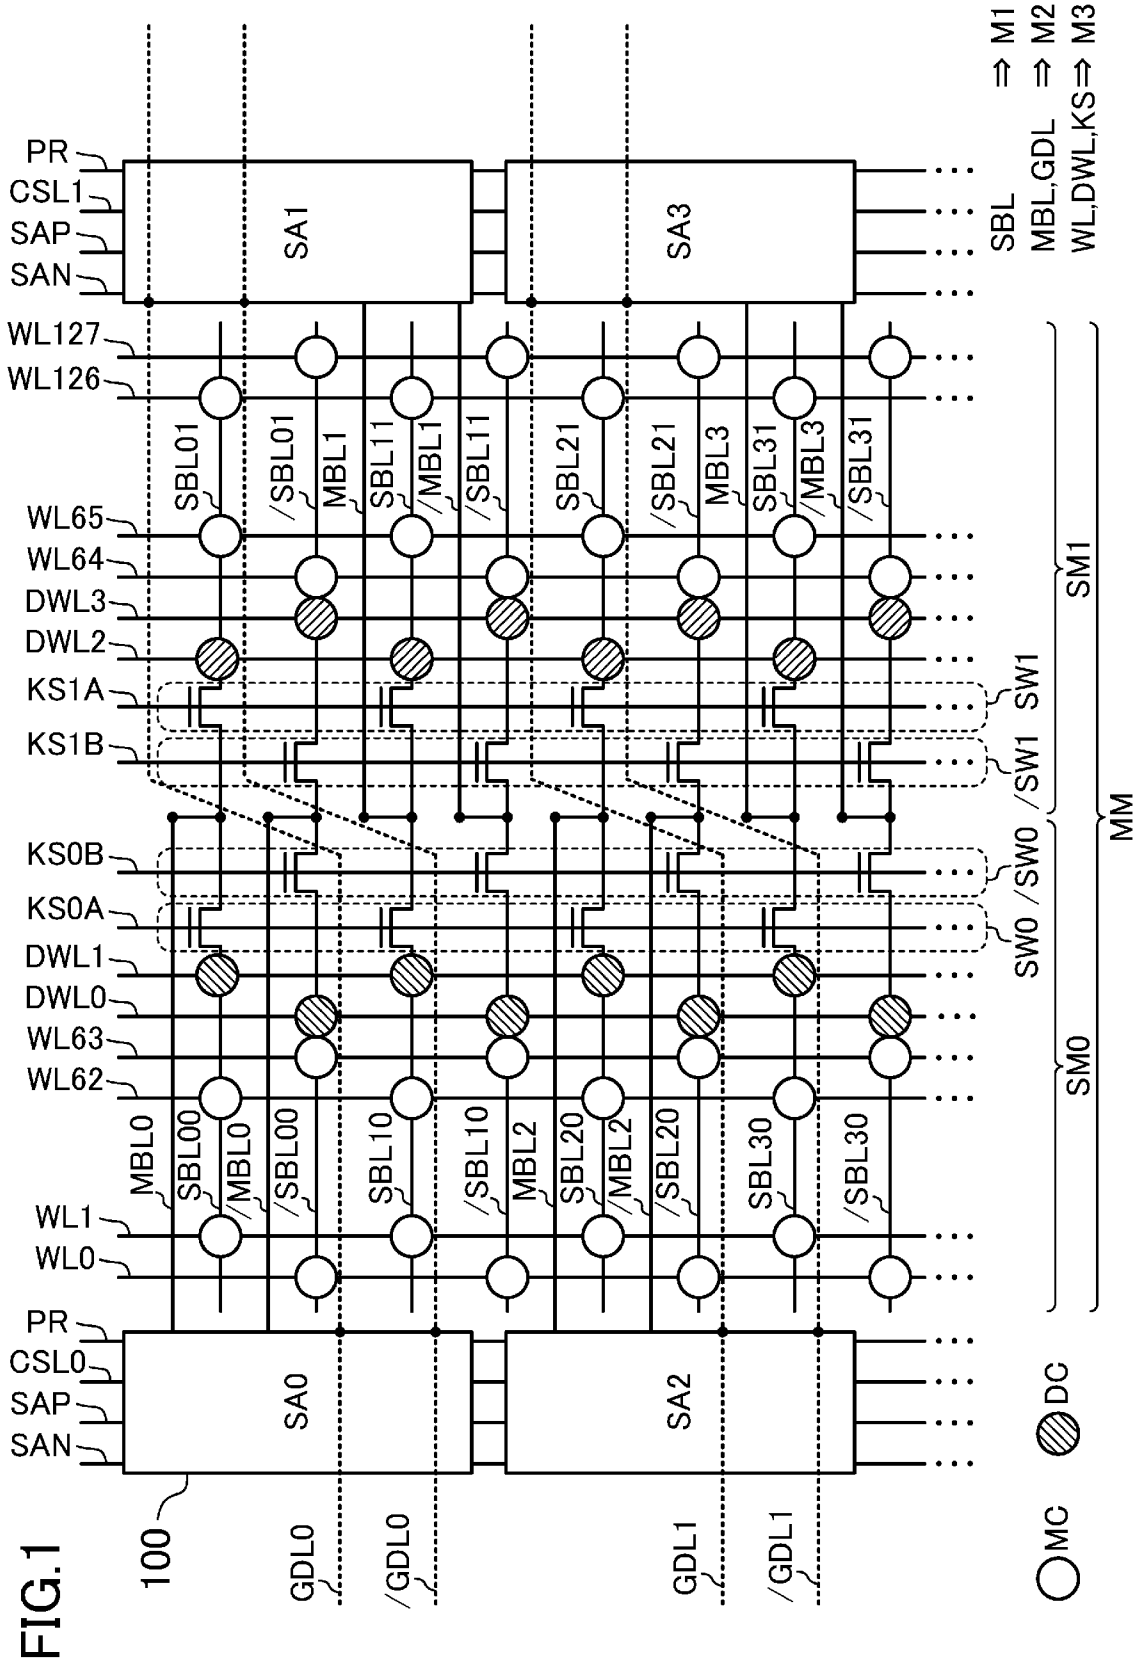 FIG.1
100
SAN
SAP
CSL0
PR
WL0
WL1
WL62
WL63
DWL0
DWL1
KS0A
KS0B
KS1B
KS1A
DWL2
DWL3
WL64
WL65
WL126
WL127
SAN
SAP
CSL1
PR
MBL0
SBL00
/MBL0
/SBL00
SBL10
/SBL10
MBL2
SBL20
/MBL2
/SBL20
SBL30
/SBL30
SBL01
/SBL01
MBL1
SBL11
/MBL1
/SBL11
SBL21
/SBL21
MBL3
SBL31
/MBL3
/SBL31
SA0
SA2
SA1
SA3
GDL0
/GDL0
GDL1
/GDL1
SW0
/SW0
/SW1
SW1
SM0
SM1
MM
MC
DC
SBL ⇒ M1
MBL,GDL ⇒ M2
WL,DWL,KS⇒ M3